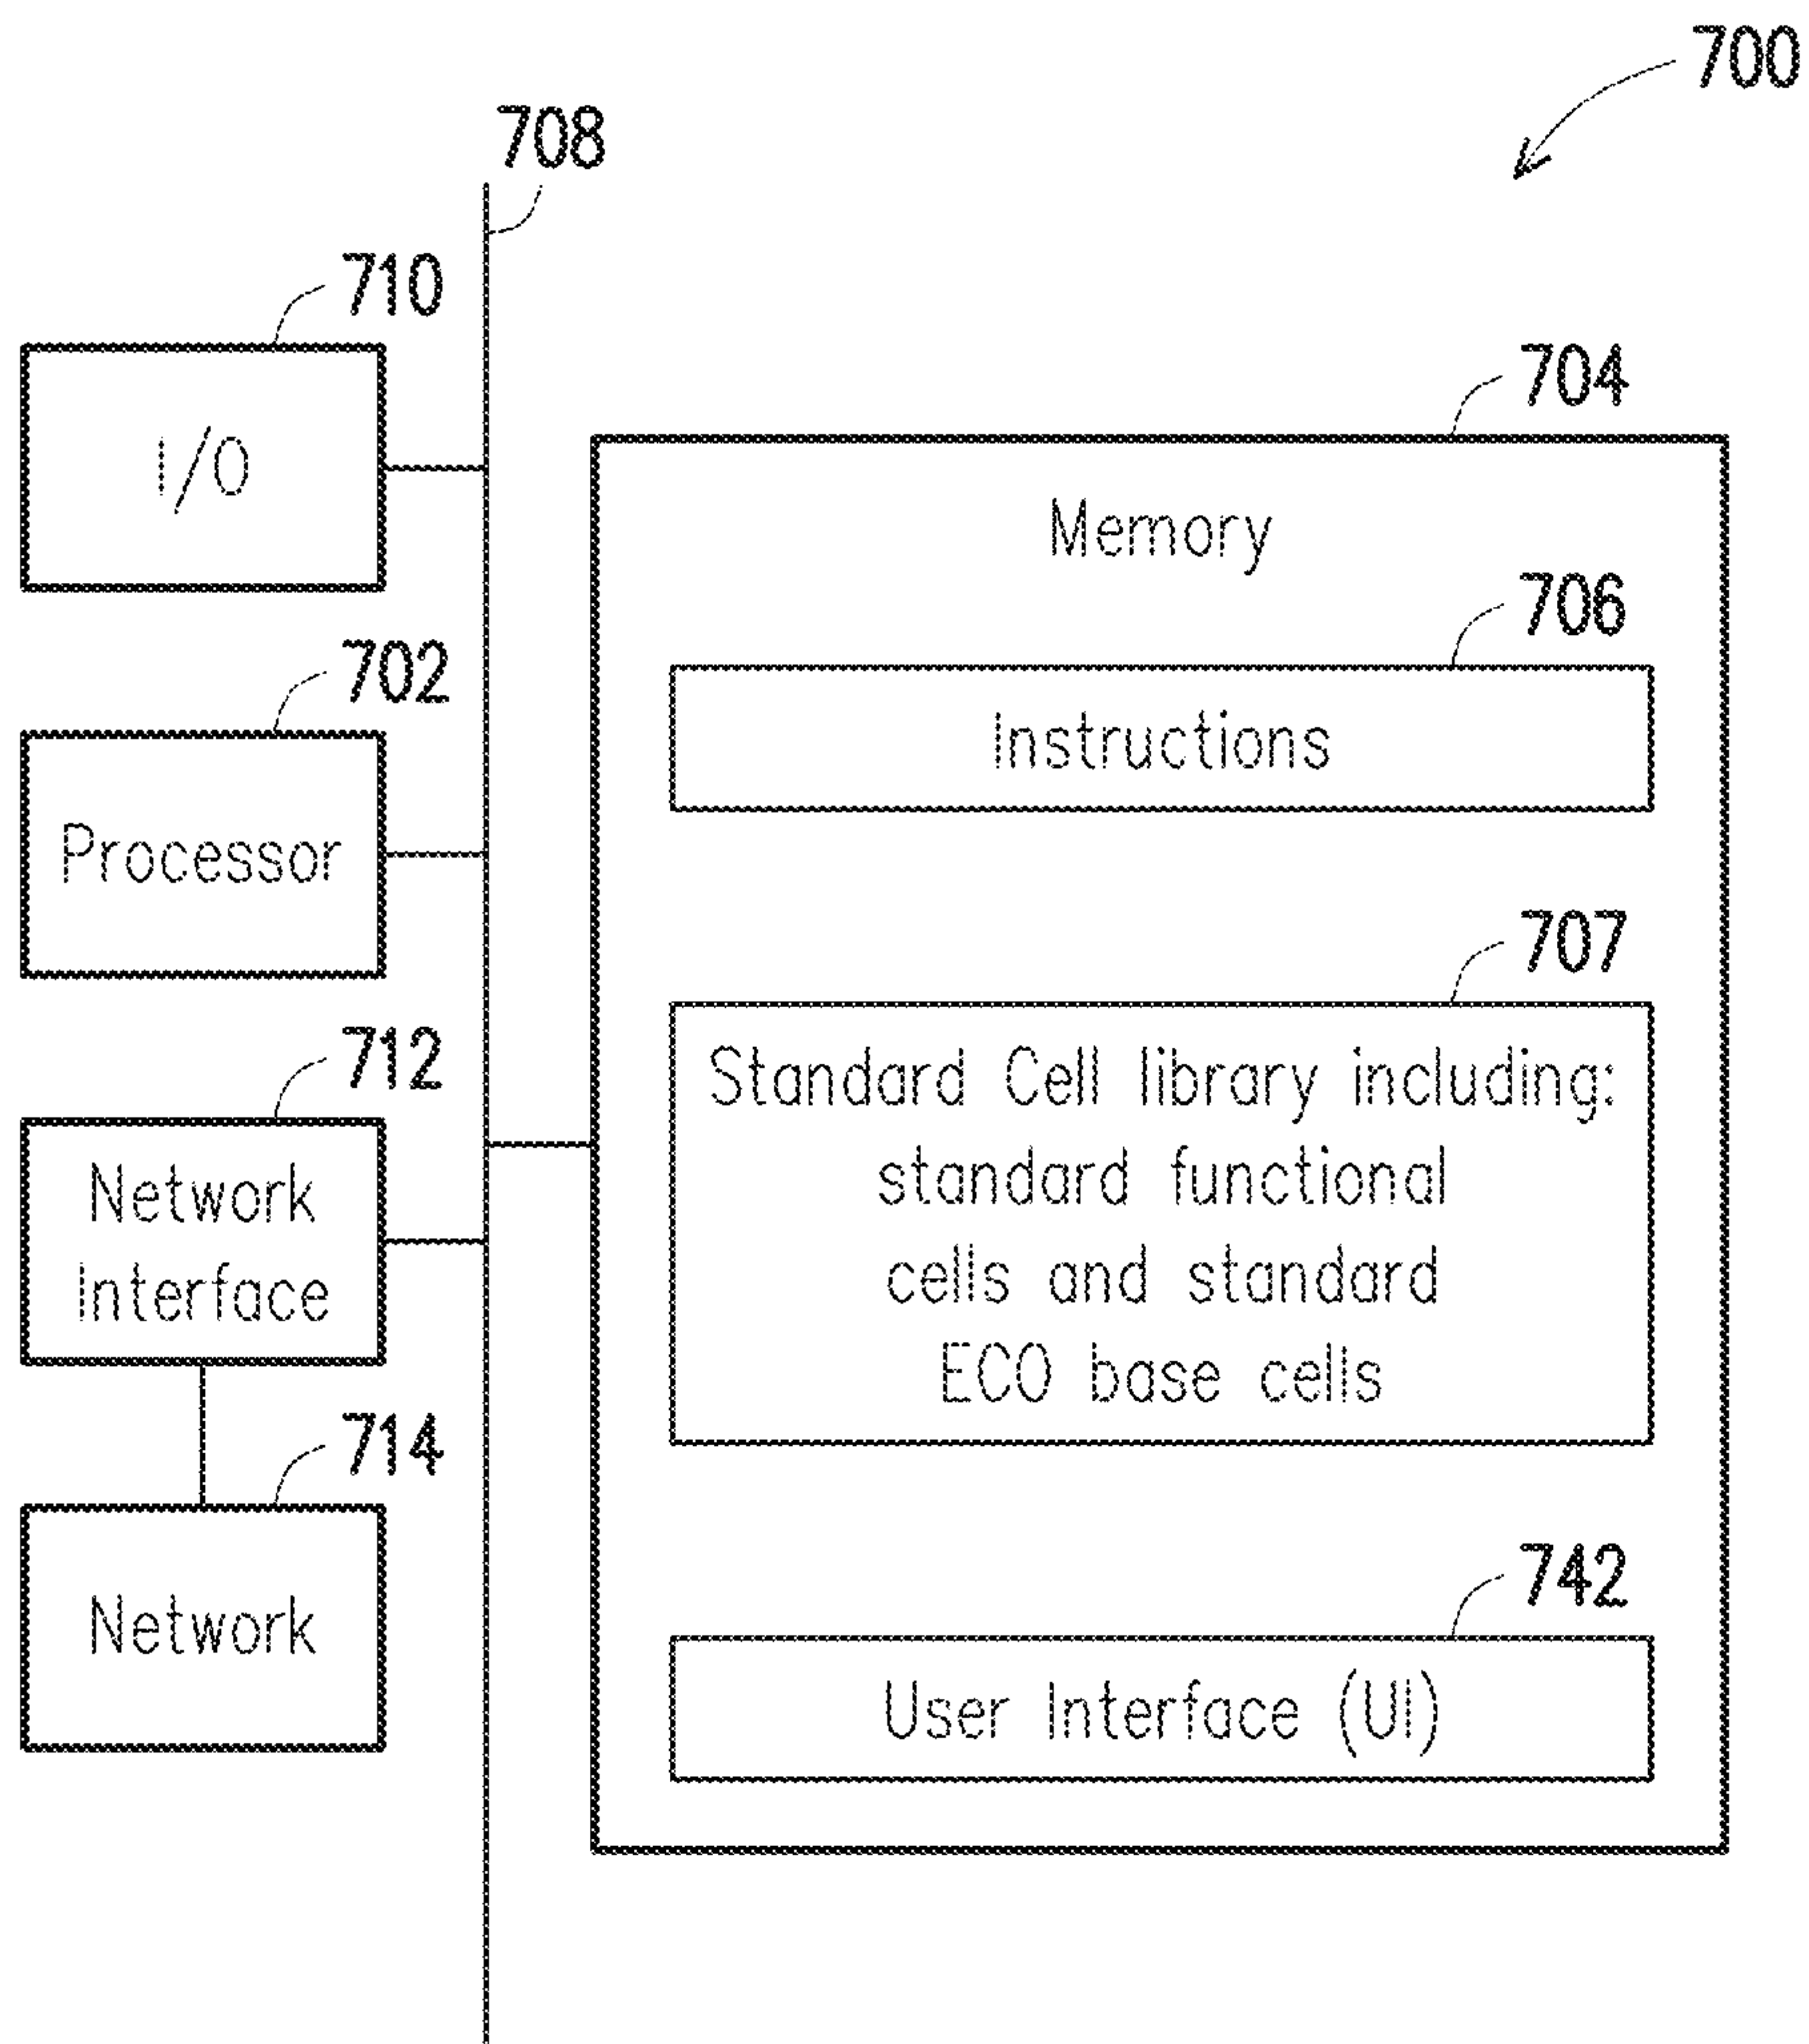 700
708
710
I/O
704
Memory
706
Instructions
702
Processor
707
Standard Cell library including:
standard functional
cells and standard
ECO base cells
712
Network
Interface
714
Network
742
User Interface (UI)